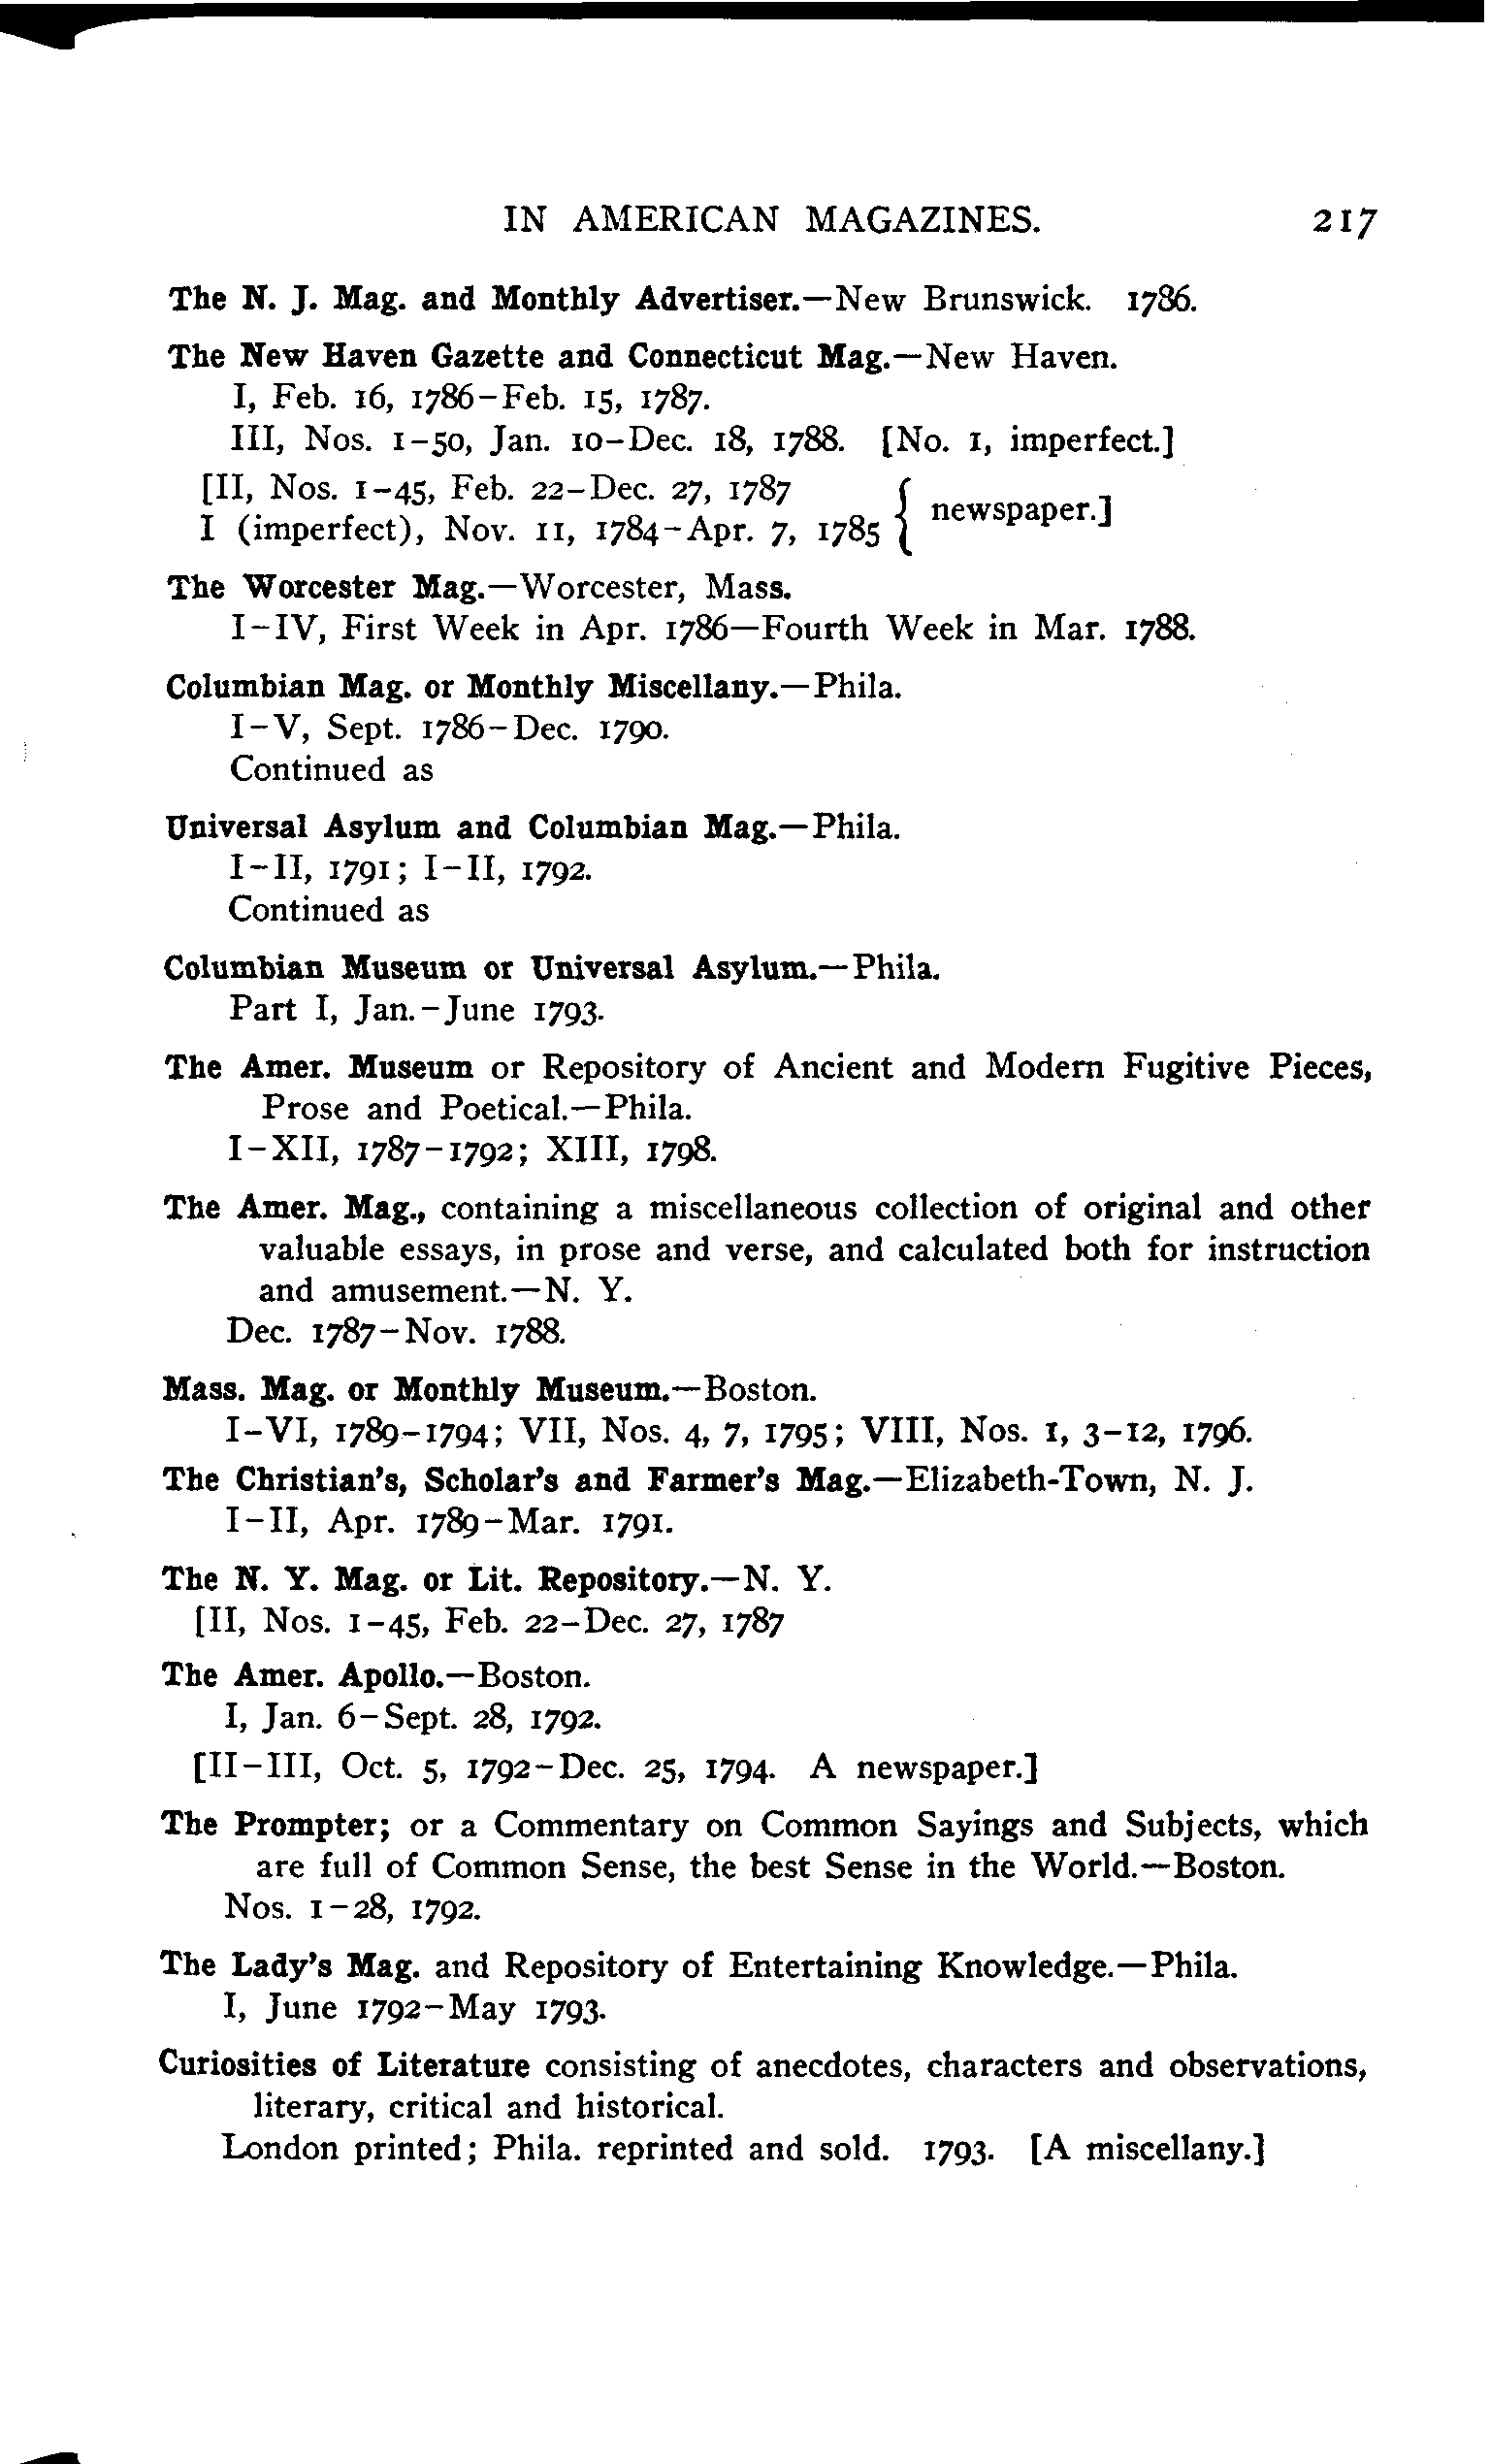 IN AMERICAN MAGAZINES. 217
The N. J. Mag. and Monthly Advertiser.—New Brunswick. 1786.
The New Haven Gazette and Connecticut Mag.—New Haven.
I, Feb. 16, 1786-Feb. 15, 1787.
III, Nos. 1-50, Jan. 10-Dec. 18, 1788. [No. 1, imperfect.]
[II, Nos. 1-45, Feb. 22-Dec. 27, 1787
I (imperfect), Nov. 11, 1784-Apr. 7, 1785 { newspaper.]
The Worcester Mag.—Worcester, Mass.
I-IV, First Week in Apr. 1786—Fourth Week in Mar. 1788.
Columbian Mag. or Monthly Miscellany.—Phila.
I-V, Sept. 1786-Dec. 1790.
Continued as
Universal Asylum and Columbian Mag.—Phila.
I-II, 1791; I-II, 1792.
Continued as
Columbian Museum or Universal Asylum.—Phila.
Part I, Jan.-June 1793.
The Amer. Museum or Repository of Ancient and Modern Fugitive Pieces,
Prose and Poetical.—Phila.
I-XII, 1787-1792; XIII, 1798.
The Amer. Mag., containing a miscellaneous collection of original and other
valuable essays, in prose and verse, and calculated both for instruction
and amusement.—N. Y.
Dec. 1787-Nov. 1788.
Mass. Mag. or Monthly Museum.—Boston.
I-VI, 1789-1794; VII, Nos. 4, 7, 1795; VIII, Nos. 1, 3-12, 1796.
The Christian's, Scholar's and Farmer's Mag.—Elizabeth-Town, N. J.
I-II, Apr. 1789-Mar. 1791.
The N. Y. Mag. or Lit. Repository.—N. Y.
[II, Nos. 1-45, Feb. 22-Dec. 27, 1787
The Amer. Apollo.—Boston.
I, Jan. 6-Sept. 28, 1792.
[II-III, Oct. 5, 1792-Dec. 25, 1794. A newspaper.]
The Prompter; or a Commentary on Common Sayings and Subjects, which
are full of Common Sense, the best Sense in the World.—Boston.
Nos. 1-28, 1792.
The Lady's Mag. and Repository of Entertaining Knowledge.—Phila.
I, June 1792-May 1793.
Curiosities of Literature consisting of anecdotes, characters and observations,
literary, critical and historical.
London printed; Phila. reprinted and sold. 1793. [A miscellany.]